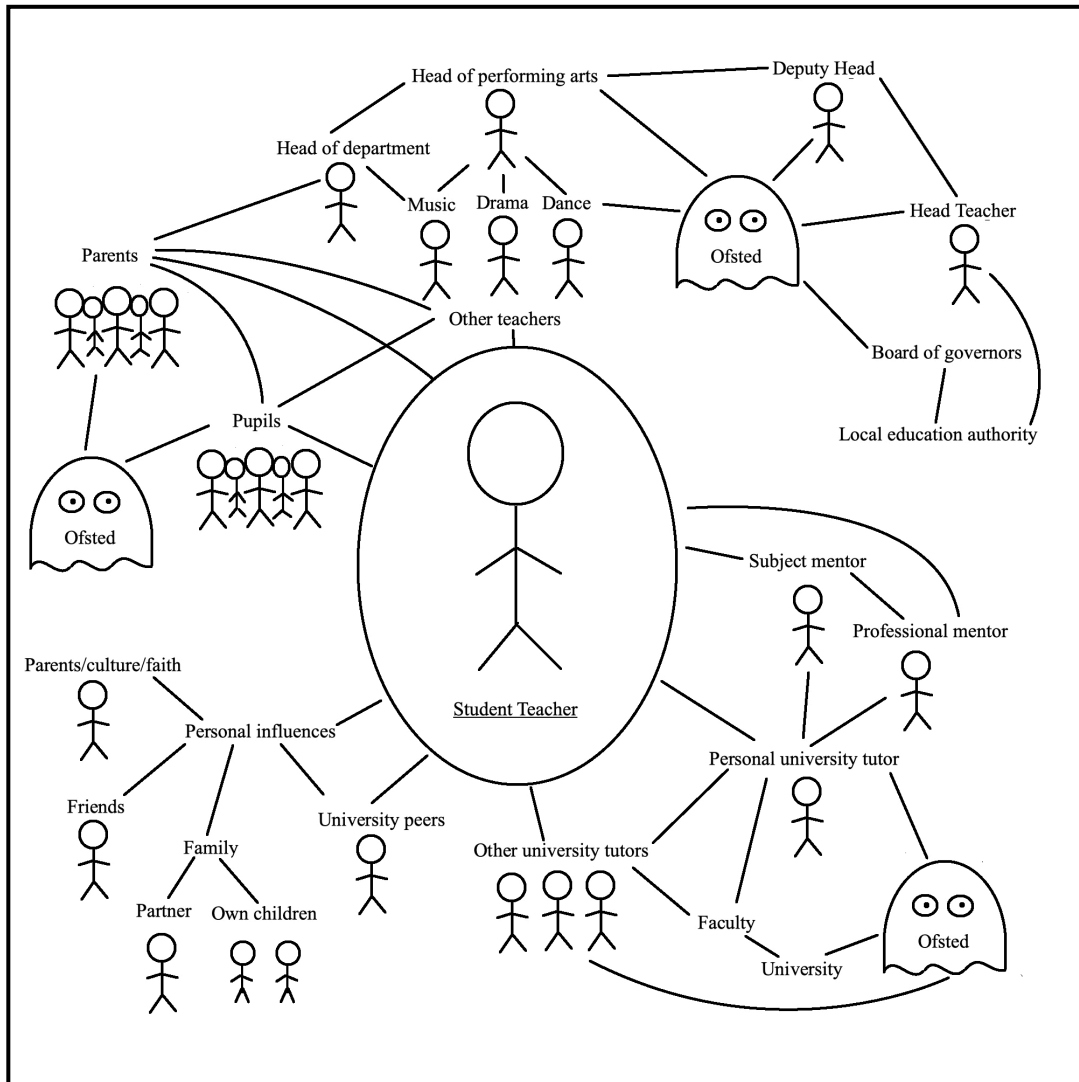 Head of performing arts
Deputy Head
Head of department
Music
Drama
Dance
Head Teacher
Parents
Ofsted
Other teachers
Board of governors
Pupils
Local education authority
Ofsted
Subject mentor
Professional mentor
Parents/culture/faith
Student Teacher
Personal influences
Personal university tutor
Friends
University peers
Family
Other university tutors
Partner
Own children
Faculty
Ofsted
University